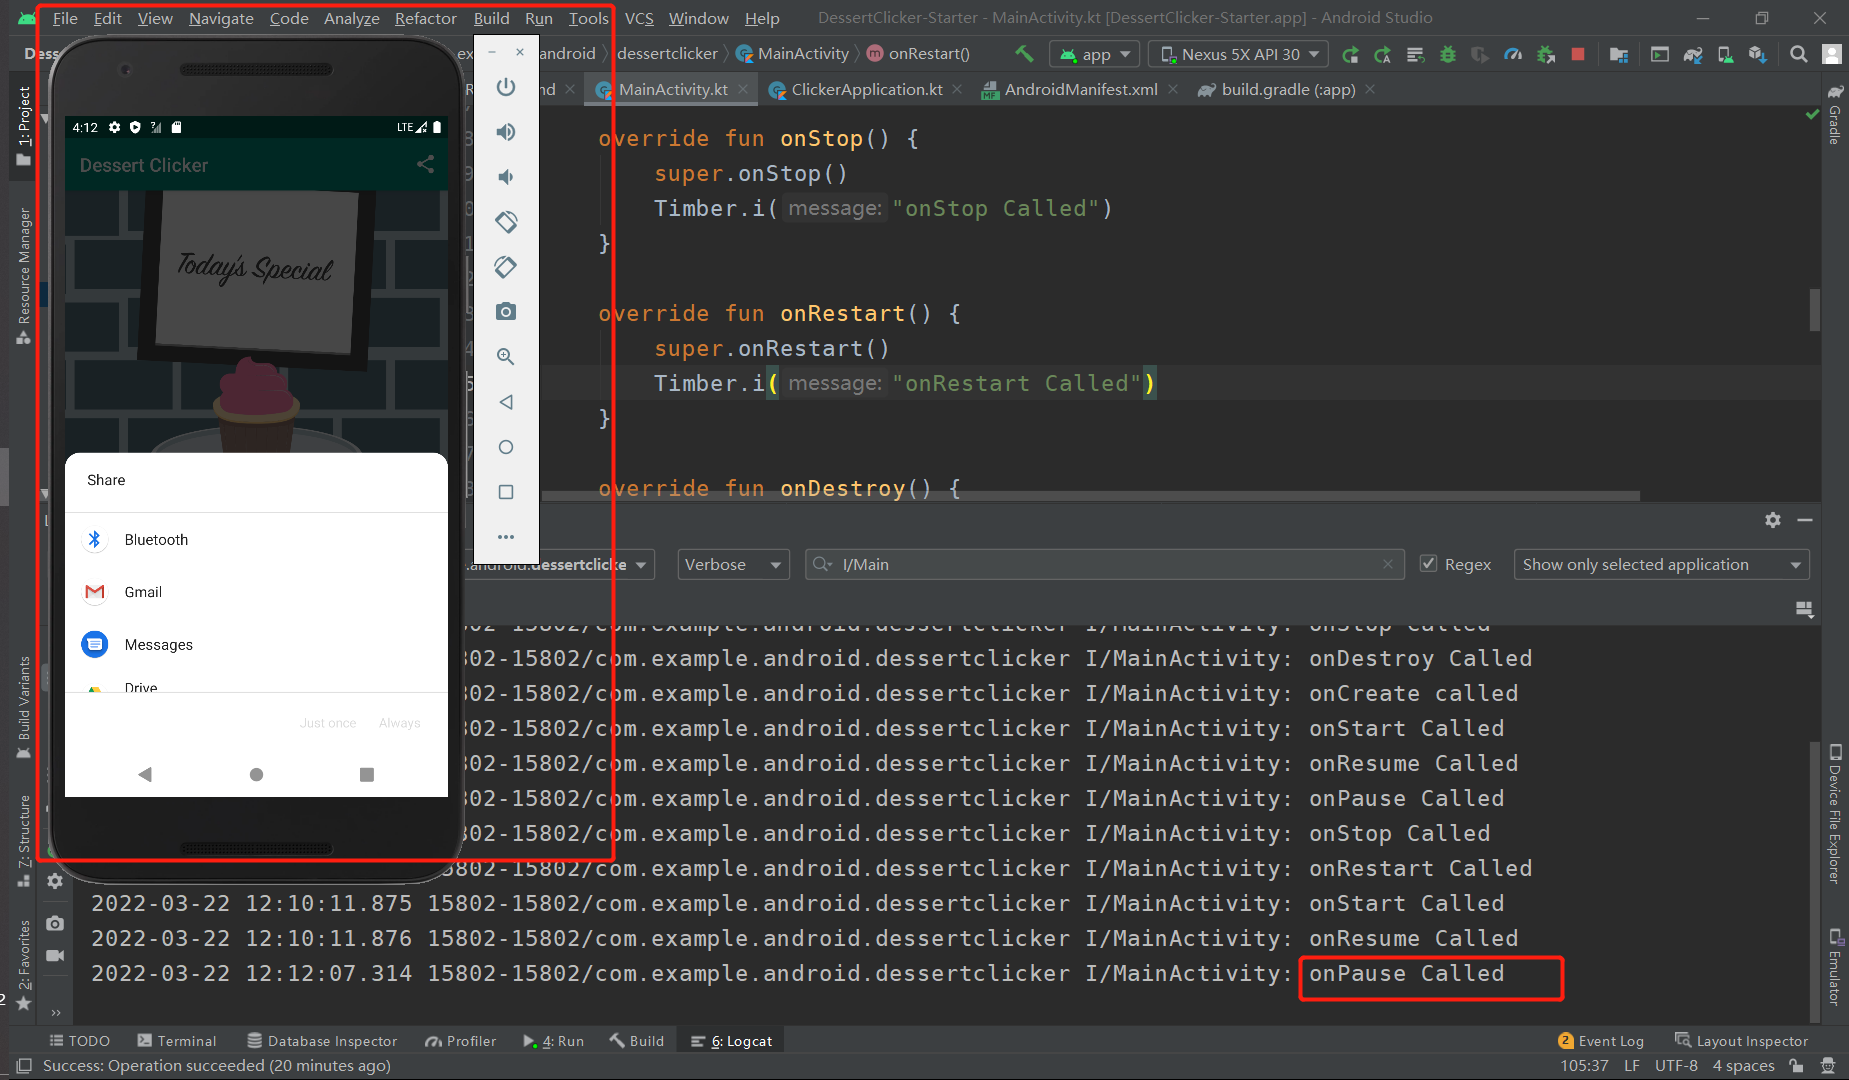 File Edit View Navigate Code Analyze Refactor Build Run Tools VCS Window Help DessertClicker-Starter - MainActivity.kt [DessertClicker-Starter.app] - Android Studio
android dessertclicker MainActivity onRestart() app Nexus 5X API 30
MainActivity.kt ClickerApplication.kt AndroidManifest.xml build.gradle (:app)
1: Project
Resource Manager
Build Variants
Z: Structure
2: Favorites
Gradle
Device File Explorer
Emulator
4:12 LTE
Dessert Clicker
Today's Special
Share
Bluetooth
Gmail
Messages
Drive
Just once Always
override fun onStop() {
super.onStop()
Timber.i( message: "onStop Called")
}
override fun onRestart() {
super.onRestart()
Timber.i( message: "onRestart Called")
}
override fun onDestroy() {
.android.dessertclicke Verbose I/Main Regex Show only selected application
802-15802/com.example.android.dessertclicker I/MainActivity: onStop Called
802-15802/com.example.android.dessertclicker I/MainActivity: onDestroy Called
802-15802/com.example.android.dessertclicker I/MainActivity: onCreate called
802-15802/com.example.android.dessertclicker I/MainActivity: onStart Called
802-15802/com.example.android.dessertclicker I/MainActivity: onResume Called
802-15802/com.example.android.dessertclicker I/MainActivity: onPause Called
802-15802/com.example.android.dessertclicker I/MainActivity: onStop Called
5802-15802/com.example.android.dessertclicker I/MainActivity: onRestart Called
2022-03-22 12:10:11.875 15802-15802/com.example.android.dessertclicker I/MainActivity: onStart Called
2022-03-22 12:10:11.876 15802-15802/com.example.android.dessertclicker I/MainActivity: onResume Called
2022-03-22 12:12:07.314 15802-15802/com.example.android.dessertclicker I/MainActivity: onPause Called
TODO Terminal Database Inspector Profiler 4: Run Build 6: Logcat 2 Event Log Layout Inspector
Success: Operation succeeded (20 minutes ago) 105:37 LF UTF-8 4 spaces